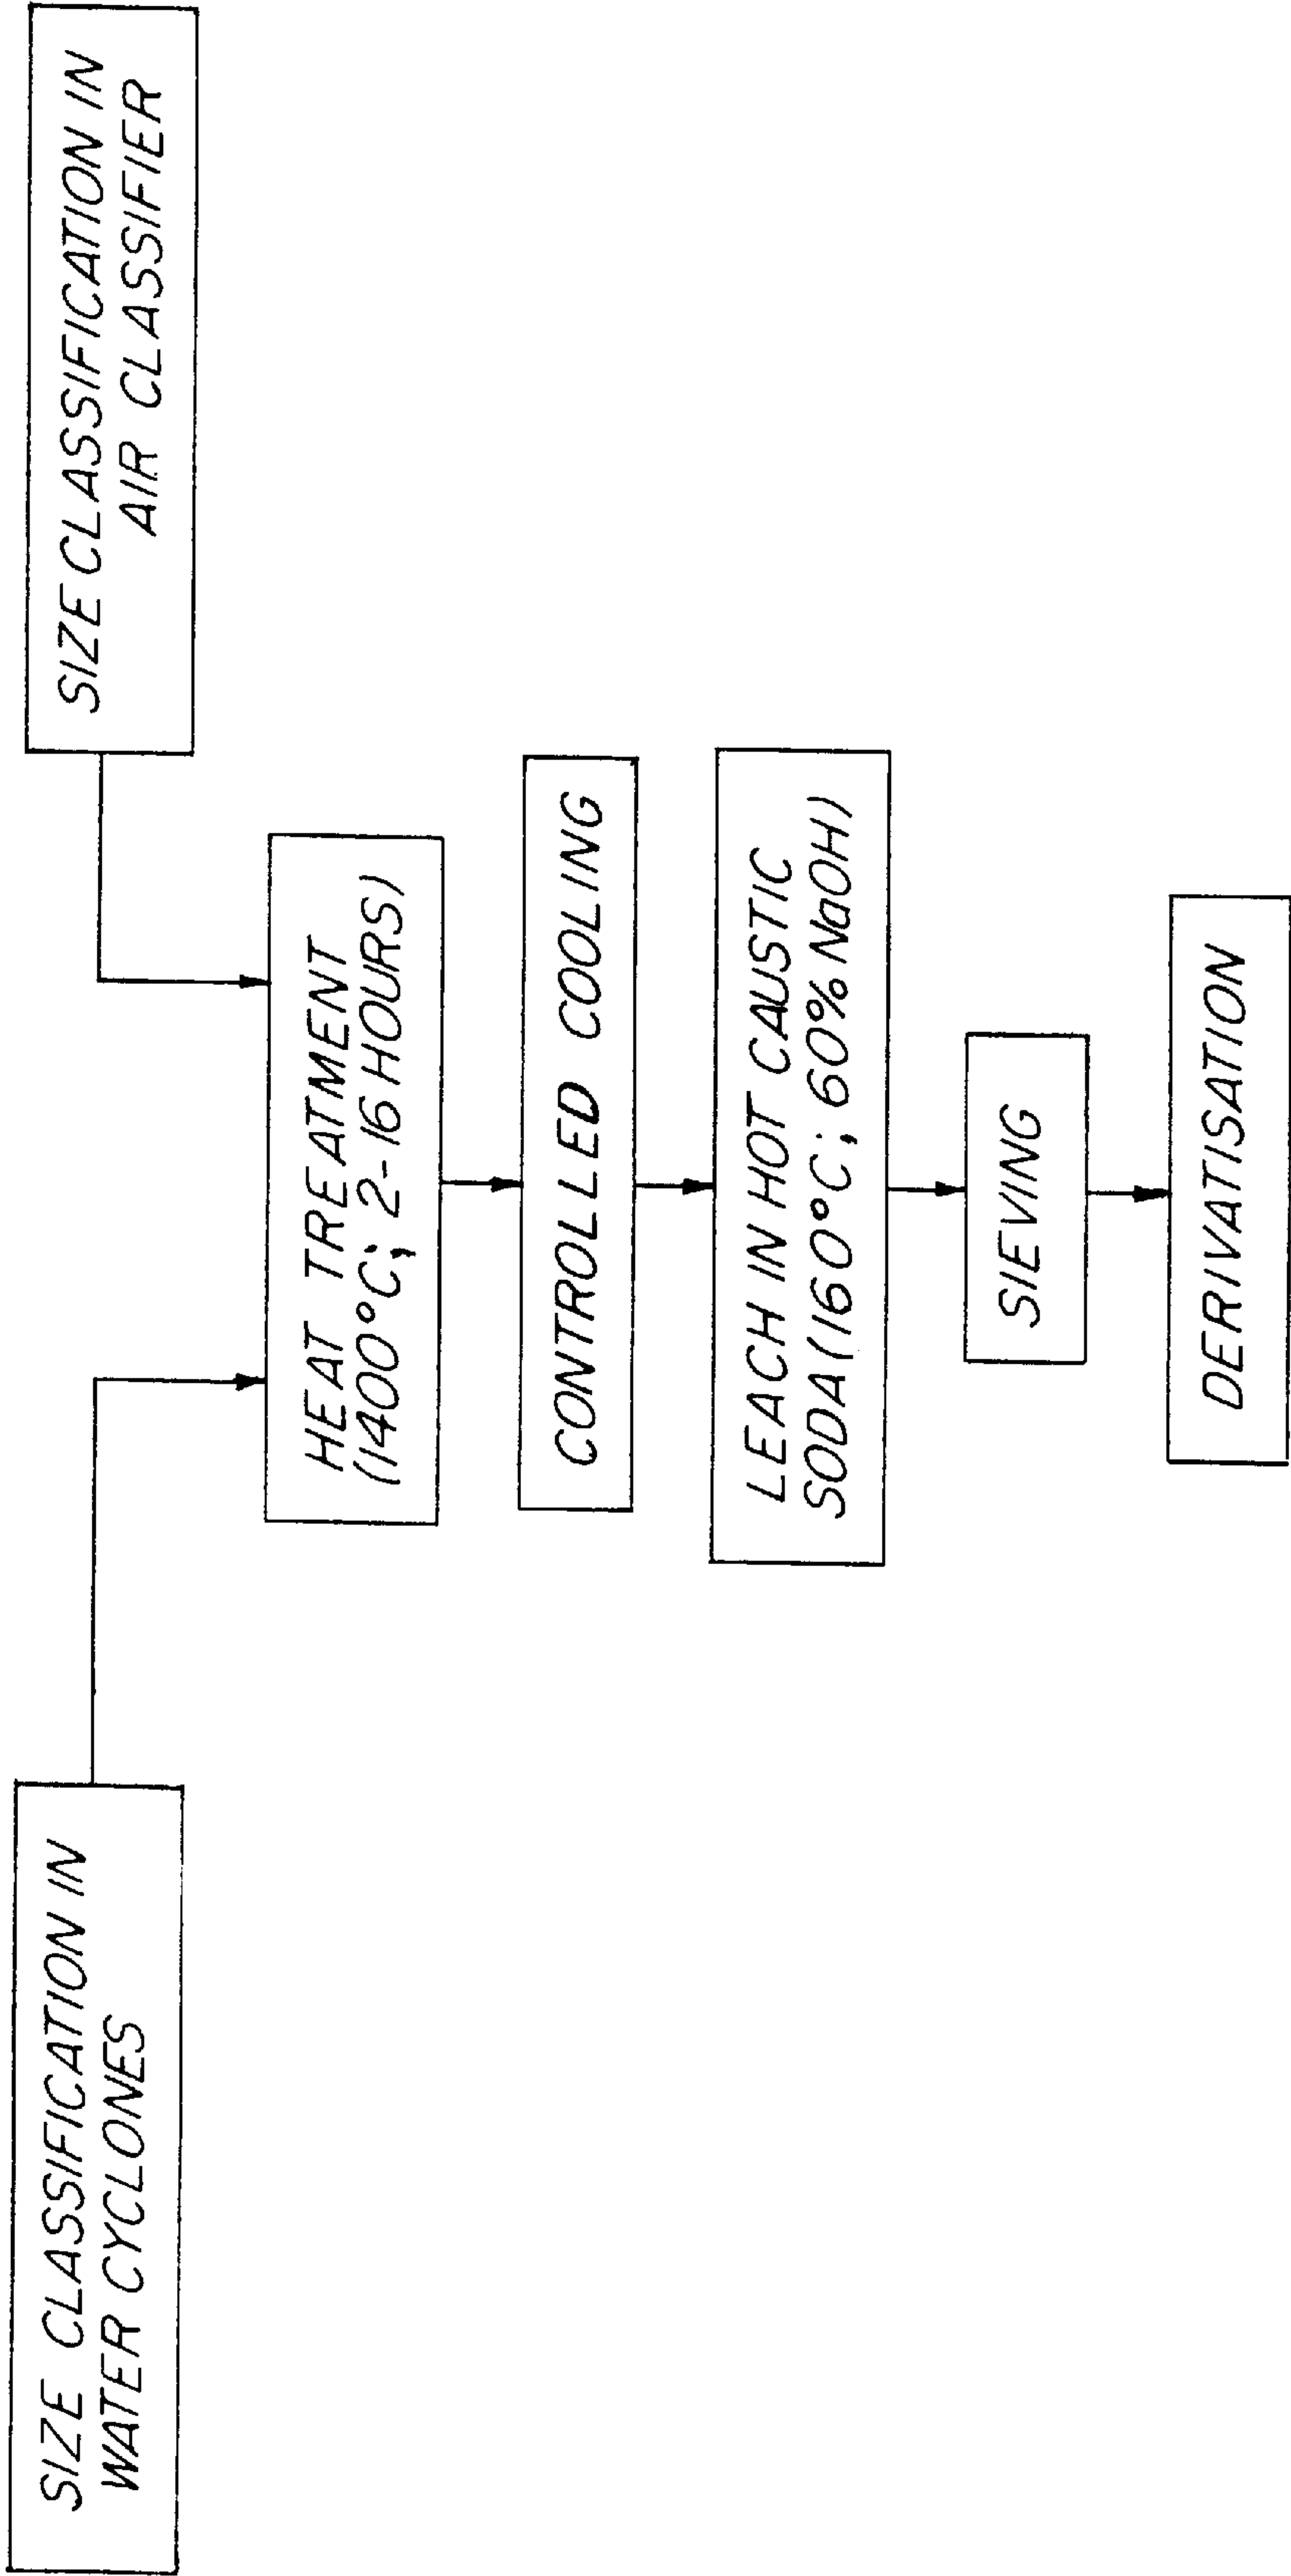 SIZE CLASSIFICATION IN
WATER CYCLONES
SIZE CLASSIFICATION IN
AIR CLASSIFIER
HEAT TREATMENT
(1400°C; 2-16 HOURS)
CONTROLLED COOLING
LEACH IN HOT CAUSTIC
SODA (160°C; 60% NaOH)
SIEVING
DERIVATISATION